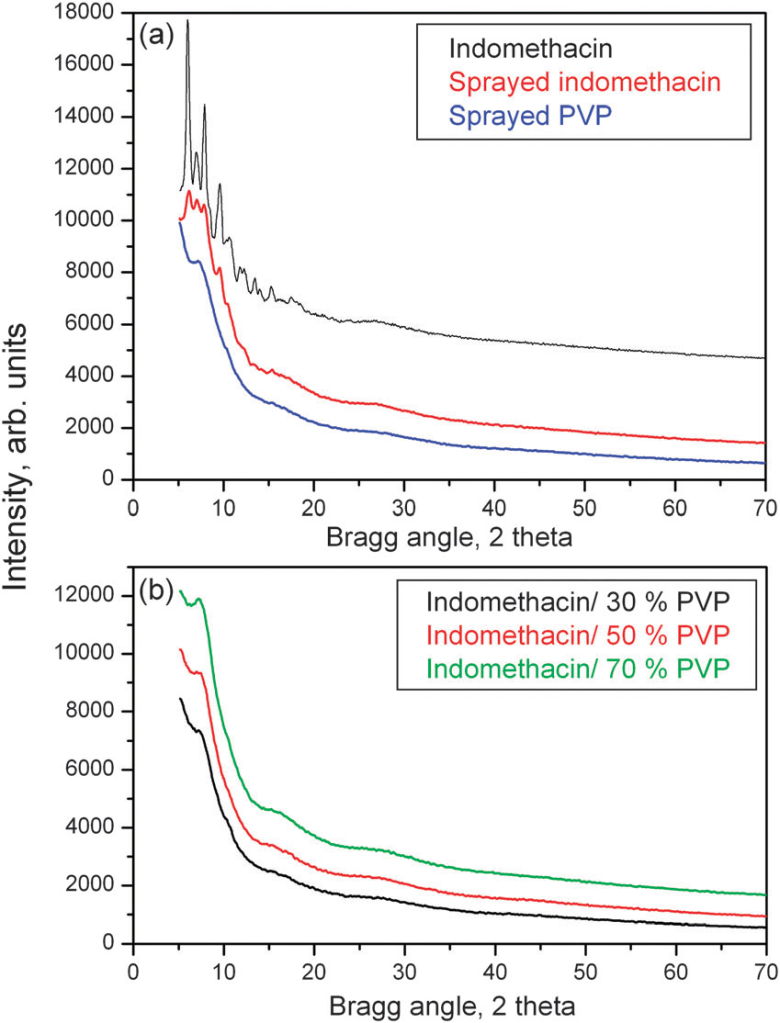 Intensity, arb. units
(a)
Indomethacin
Sprayed indomethacin
Sprayed PVP
18000
16000
14000
12000
10000
8000
6000
4000
2000
0
0 10 20 30 40 50 60 70
Bragg angle, 2 theta
(b)
Indomethacin/ 30 % PVP
Indomethacin/ 50 % PVP
Indomethacin/ 70 % PVP
12000
10000
8000
6000
4000
2000
0
0 10 20 30 40 50 60 70
Bragg angle, 2 theta